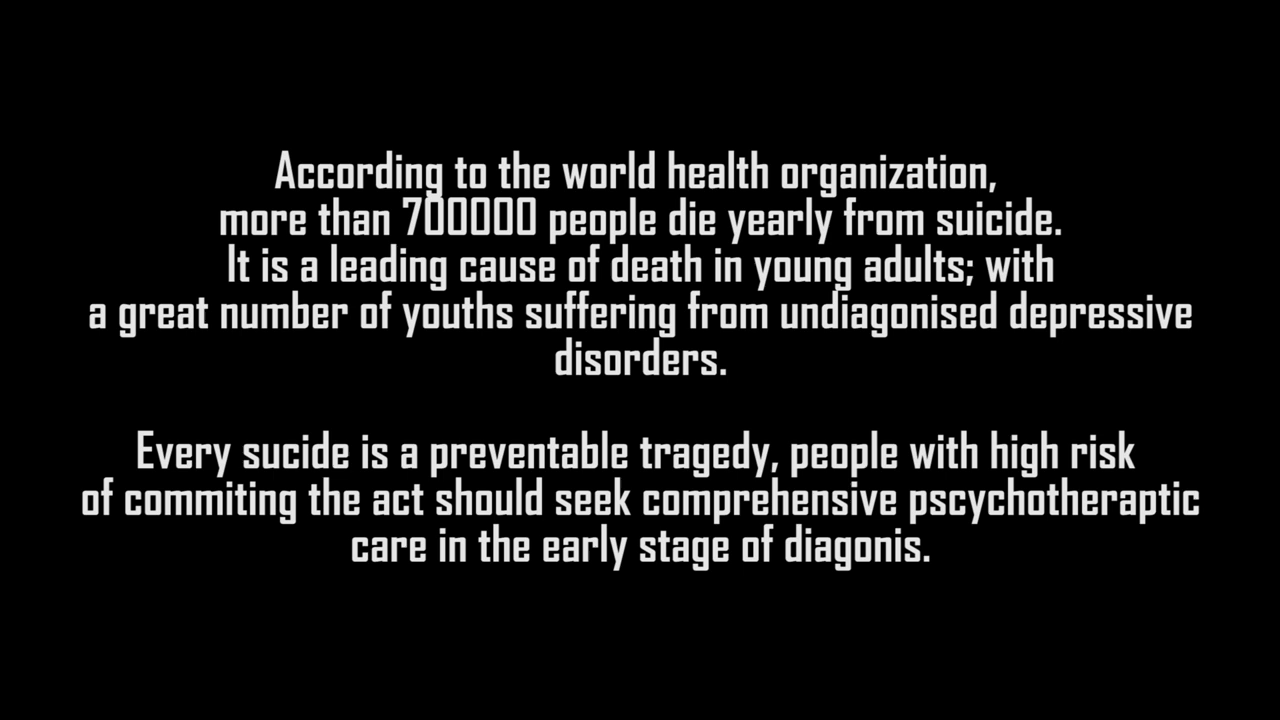 According to the world health organization,
more than 700000 people die yearly from suicide.
It is a leading cause of death in young adults; with
a great number of youths suffering from undiagonised depressive
disorders.
Every sucide is a preventable tragedy, people with high risk
of commiting the act should seek comprehensive pscychotheraptic
care in the early stage of diagonis.